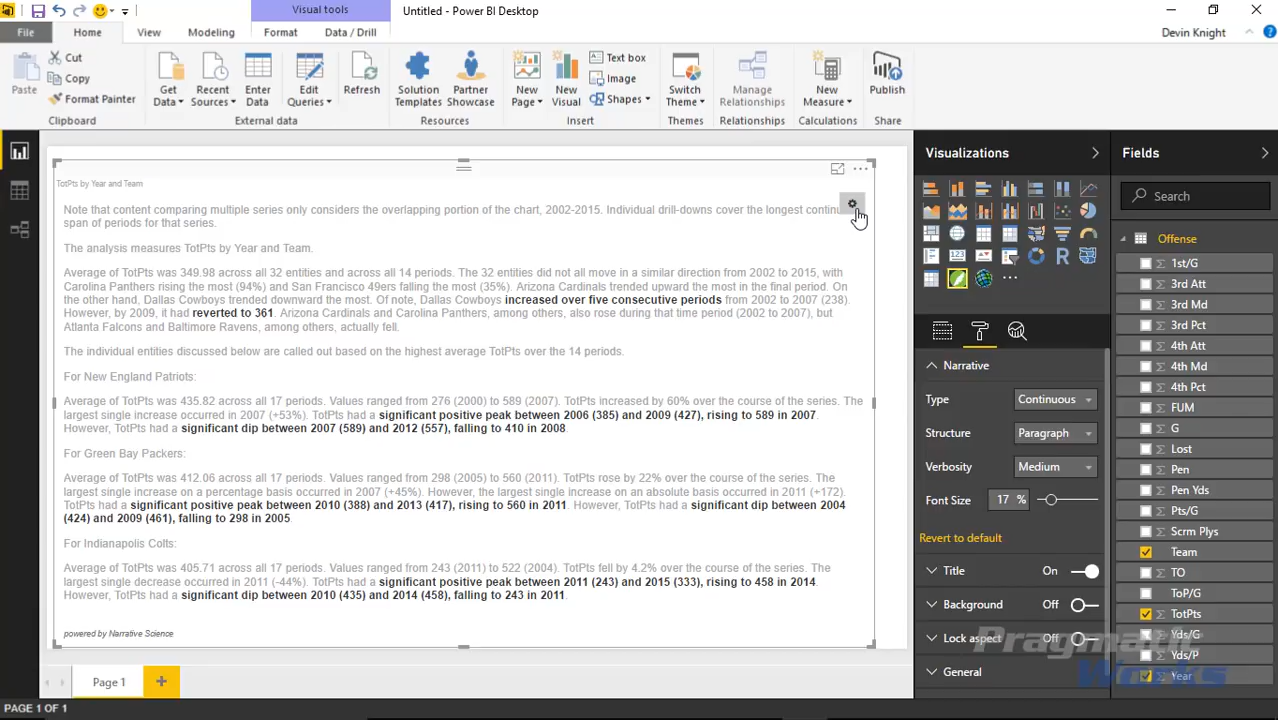 Visual tools
Untitled - Power BI Desktop
File
Home
View
Modeling
Format
Data / Drill
Devin Knight
Paste
Cut
Copy
Format Painter
Clipboard
Get Data
Recent Sources
Enter Data
Edit Queries
Refresh
External data
Solution Templates
Partner Showcase
Resources
New Page
New Visual
Text box
Image
Shapes
Insert
Switch Theme
Themes
Manage Relationships
Relationships
New Measure
Calculations
Publish
Share
TotPts by Year and Team
Note that content comparing multiple series only considers the overlapping portion of the chart, 2002-2015. Individual drill-downs cover the longest continu
span of periods for that series.
The analysis measures TotPts by Year and Team.
Average of TotPts was 349.98 across all 32 entities and across all 14 periods. The 32 entities did not all move in a similar direction from 2002 to 2015, with
Carolina Panthers rising the most(94%) and San Francisco 49ers falling the most (35%). Arizona Cardinals trended upward the most in the final period. On
the other hand, Dallas Cowboys trended downward the most. Of note, Dallas Cowboys increased over five consecutive periods from 2002 to 2007 (238).
However, by 2009, it had reverted to 361. Arizona Cardinals and Carolina Panthers, among others, also rose during that time period (2002 to 2007), but
Atlanta Falcons and Baltimore Ravens, among others, actually fell.
The individual entities discussed below are called out based on the highest average TotPts over the 14 periods.
For New England Patriots:
Average of TotPts was 435.82 across all 17 periods. Values ranged from 276 (2000) to 589 (2007). TotPts increased by 60% over the course of the series. The
largest single increase occurred in 2007 (+53%). TotPts had a significant positive peak between 2006 (385) and 2009 (427), rising to 589 in 2007.
However, TotPts had a significant dip between 2007 (589) and 2012 (557), falling to 410 in 2008.
For Green Bay Packers:
Average of TotPts was 412.06 across all 17 periods. Values ranged from 298 (2005) to 560 (2011). TotPts rose by 22% over the course of the series. The
largest single increase on a percentage basis occurred in 2007 (+45%). However, the largest single increase on an absolute basis occurred in 2011 (+172).
TotPts had a significant positive peak between 2010 (388) and 2013 (417), rising to 560 in 2011. However, TotPts had a significant dip between 2004
(424) and 2009 (461), falling to 298 in 2005
For Indianapolis Colts:
Average of TotPts was 405.71 across all 17 periods. Values ranged from 243 (2011) to 522 (2004). TotPts fell by 4.2% over the course of the series. The
largest single decrease occurred in 2011 (-44%). TotPts had a significant positive peak between 2011 (243) and 2015 (333), rising to 458 in 2014.
However, TotPts had a significant dip between 2010 (435) and 2014 (458), falling to 243 in 2011.
powered by Narrative Science
Visualizations
R
Narrative
Type Continuous
Structure Paragraph
Verbosity Medium
Font Size 17 %
Revert to default
Title On
Background Off
Lock aspect Off
General
Fields
Search
Offense
1st/G
3rd Att
3rd Md
3rd Pct
4th Att
4th Md
4th Pct
FUM
G
Lost
Pen
Pen Yds
Pts/G
Scrm Plys
Team
TO
ToP/G
TotPts
Yds/G
Yds/P
Year
Pragmatic
Works
Page 1
PAGE 1 OF 1